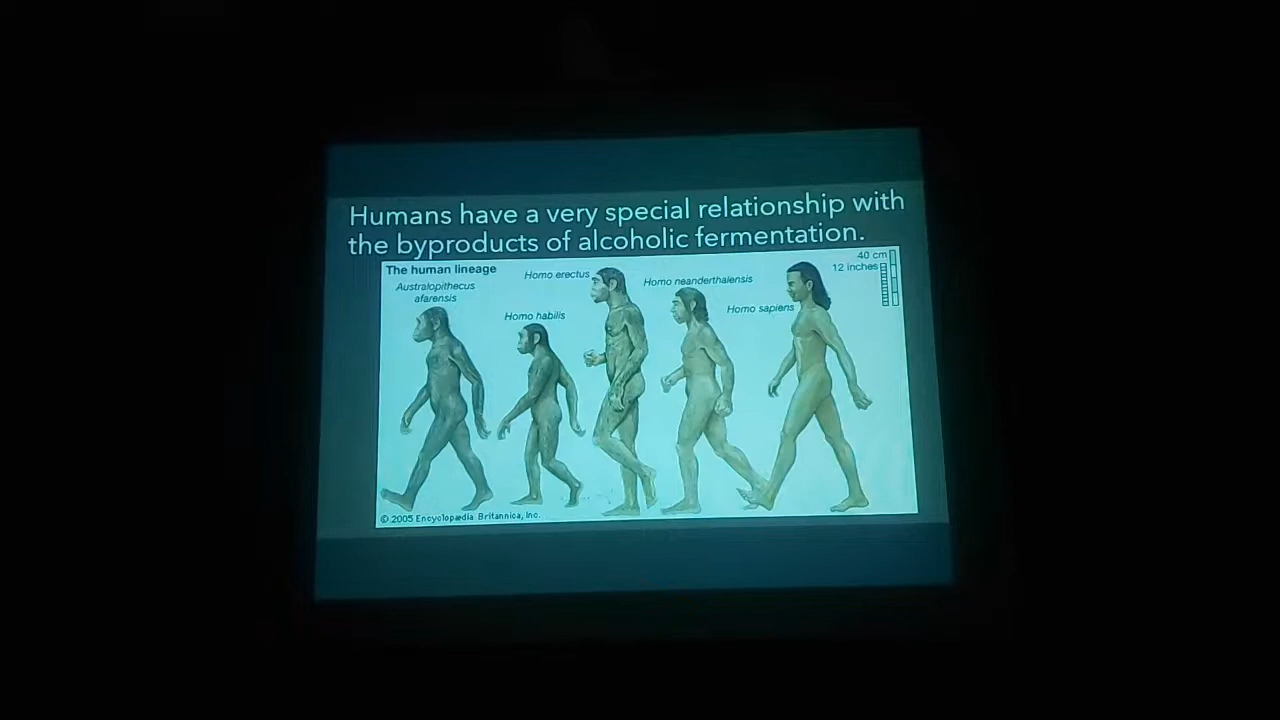 Humans have a very special relationship with
the byproducts of alcoholic fermentation.
The human lineage
Australopithecus
afarensis
Homo habilis
Homo erectus
Homo neanderthalensis
Homo sapiens
40 cm
12 inches
© 2005 Encyclopædia Britannica, Inc.